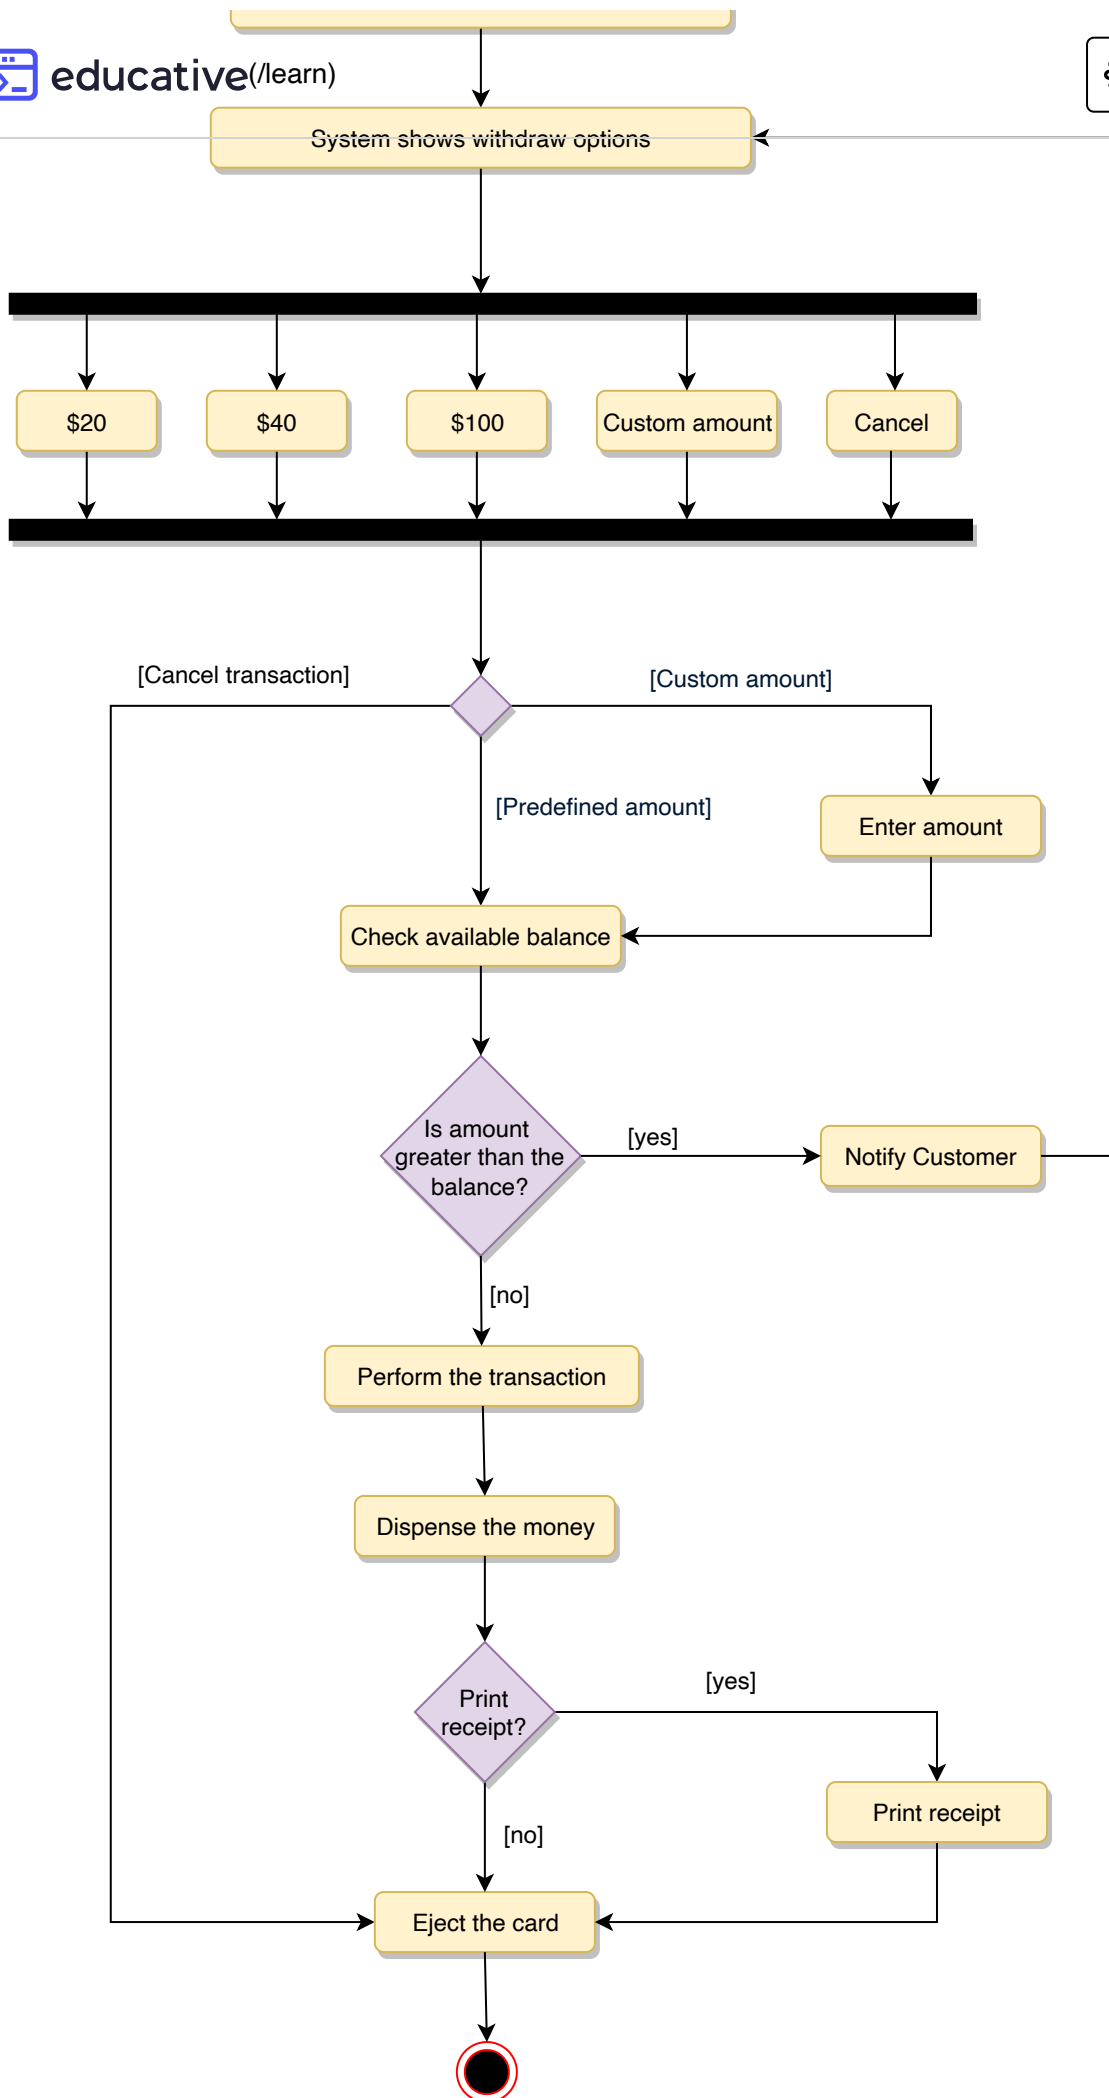 educative(/learn)
System shows withdraw options
$20
$40
$100
Custom amount
Cancel
[Cancel transaction]
[Custom amount]
[Predefined amount]
Enter amount
Check available balance
Is amount
greater than the
balance?
[yes]
Notify Customer
[no]
Perform the transaction
Dispense the money
[yes]
Print
receipt?
Print receipt
[no]
Eject the card